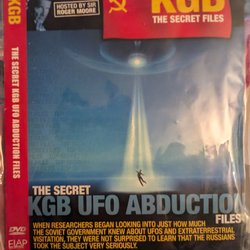 HOSTED BY SIR
ROGER MOORE
KGB
THE SECRET FILES
KGB
THE SECRET KGB UFO ABDUCTION FILES
DVD
THE SECRET
KGB UFO ABDUCTION
FILES
WHEN RESEARCHERS BEGAN LOOKING INTO JUST HOW MUCH
THE SOVIET GOVERNMENT KNEW ABOUT UFOS AND EXTRATERRESTRIAL
VISITATION, THEY WERE NOT SURPRISED TO LEARN THAT THE RUSSIANS
TOOK THE SUBJECT VERY SERIOUSLY.